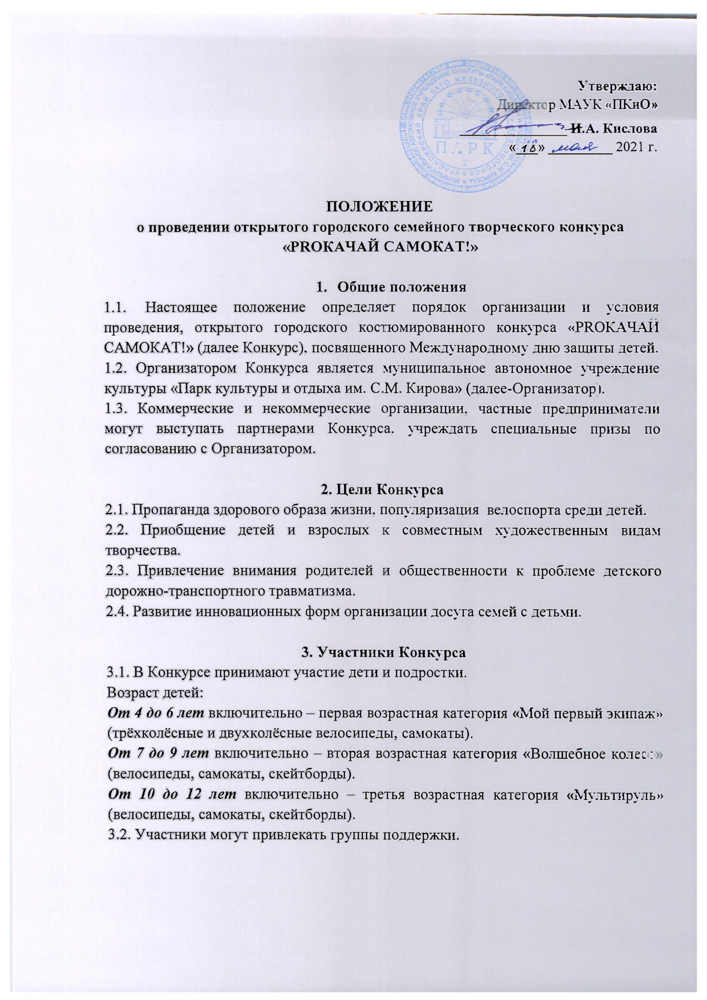 Утверждаю:
Директор МАУК «ПКиО»
И.А. Кислова
« » мая 2021 г.
ПАРК
2
ПОЛОЖЕНИЕ
о проведении открытого городского семейного творческого конкурса
«PROКАЧАЙ САМОКАТ!»
1. Общие положения
1.1. Настоящее положение определяет порядок организации и условия
проведения, открытого городского костюмированного конкурса «PROКАЧАЙ
САМОКАТ!» (далее Конкурс), посвященного Международному дню защиты детей.
1.2. Организатором Конкурса является муниципальное автономное учреждение
культуры «Парк культуры и отдыха им. С.М. Кирова» (далее-Организатор).
1.3. Коммерческие и некоммерческие организации, частные предприниматели
могут выступать партнерами Конкурса, учреждать специальные призы по
согласованию с Организатором.
2. Цели Конкурса
2.1. Пропаганда здорового образа жизни, популяризация велоспорта среди детей.
2.2. Приобщение детей и взрослых к совместным художественным видам
творчества.
2.3. Привлечение внимания родителей и общественности к проблеме детского
дорожно-транспортного травматизма.
2.4. Развитие инновационных форм организации досуга семей с детьми.
3. Участники Конкурса
3.1. В Конкурсе принимают участие дети и подростки.
Возраст детей:
От 4 до 6 лет включительно – первая возрастная категория «Мой первый экипаж»
(трёхколёсные и двухколёсные велосипеды, самокаты).
От 7 до 9 лет включительно – вторая возрастная категория «Волшебное колесо»
(велосипеды, самокаты, скейтборды).
От 10 до 12 лет включительно – третья возрастная категория «Мультируль»
(велосипеды, самокаты, скейтборды).
3.2. Участники могут привлекать группы поддержки.